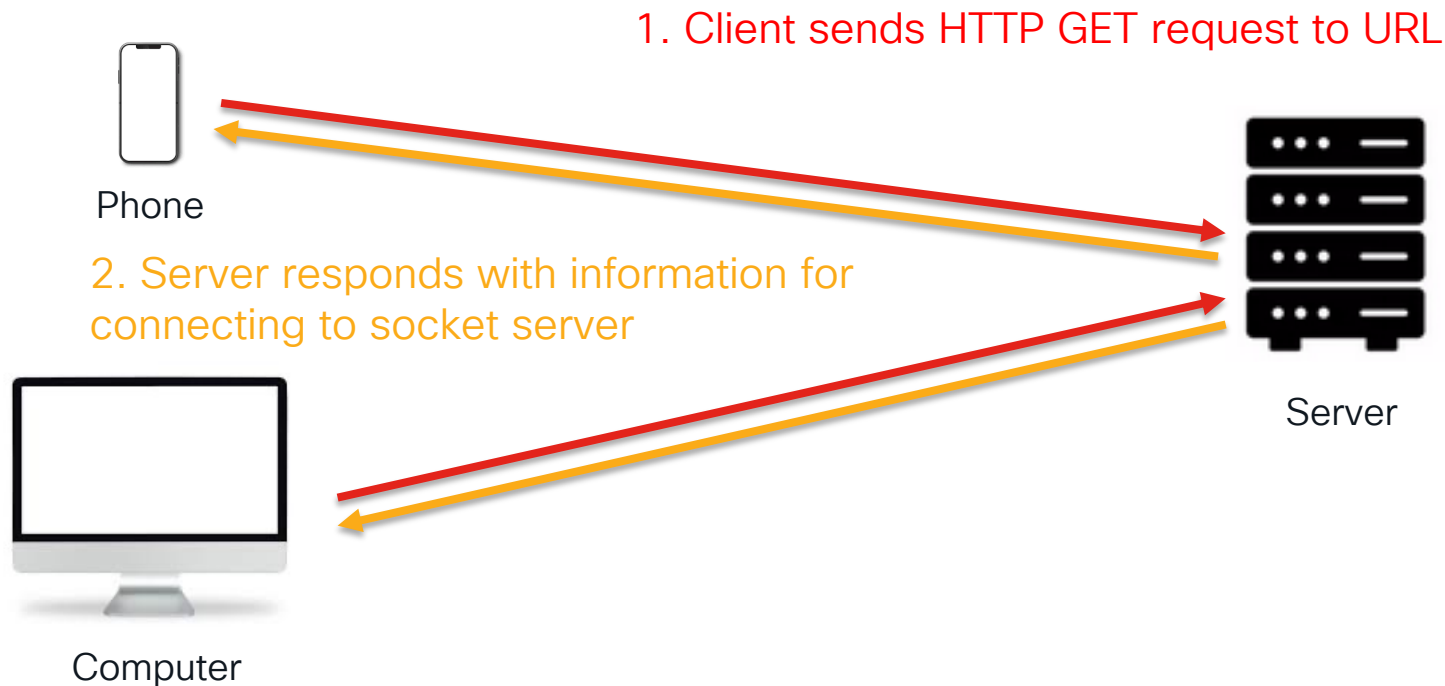 1. Client sends HTTP GET request to URL
Phone
2. Server responds with information for
connecting to socket server
Server
Computer